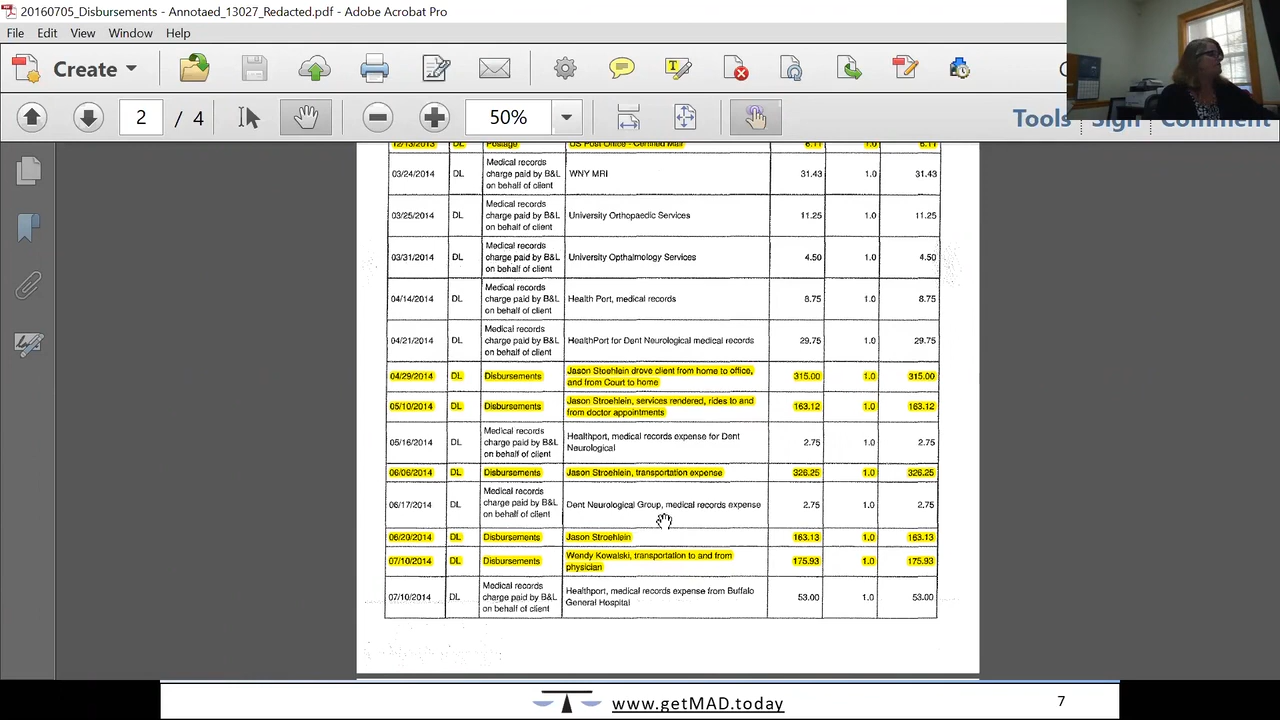 20160705_Disbursements - Annotaed_13027_Redacted.pdf - Adobe Acrobat Pro
File Edit View Window Help
Create
2 / 4 50% Tools Sign Comment
12/13/2013 DL Postage US Post Office - Certified Mail 6.11 1.0 6.11
Medical records
03/24/2014 DL charge paid by B&L WNY MRI 31.43 1.0 31.43
on behalf of client
Medical records
03/25/2014 DL charge paid by B&L University Orthopaedic Services 11.25 1.0 11.25
on behalf of client
Medical records
03/31/2014 DL charge paid by B&L University Opthalmology Services 4.50 1.0 4.50
on behalf of client
Medical records
04/14/2014 DL charge paid by B&L Health Port, medical records 8.75 1.0 8.75
on behalf of client
Medical records
04/21/2014 DL charge paid by B&L HealthPort for Dent Neurological medical records 29.75 1.0 29.75
on behalf of client
04/29/2014 DL Disbursements Jason Stoehlein drove client from home to office, 315.00 1.0 315.00
and from Court to home
05/10/2014 DL Disbursements Jason Stroehlein, services rendered, rides to and 163.12 1.0 163.12
from doctor appointments
Medical records
05/16/2014 DL charge paid by B&L Healthport, medical records expense for Dent 2.75 1.0 2.75
on behalf of client Neurological
06/06/2014 DL Disbursements Jason Stroehlein, transportation expense 326.25 1.0 326.25
Medical records
06/17/2014 DL charge paid by B&L Dent Neurological Group, medical records expense 2.75 1.0 2.75
on behalf of client
06/20/2014 DL Disbursements Jason Stroehlein 163.13 1.0 163.13
07/10/2014 DL Disbursements Wendy Kowalski, transportation to and from 175.93 1.0 175.93
physician
Medical records
07/10/2014 DL charge paid by B&L Healthport, medical records expense from Buffalo 53.00 1.0 53.00
on behalf of client General Hospital
www.getMAD.today 7